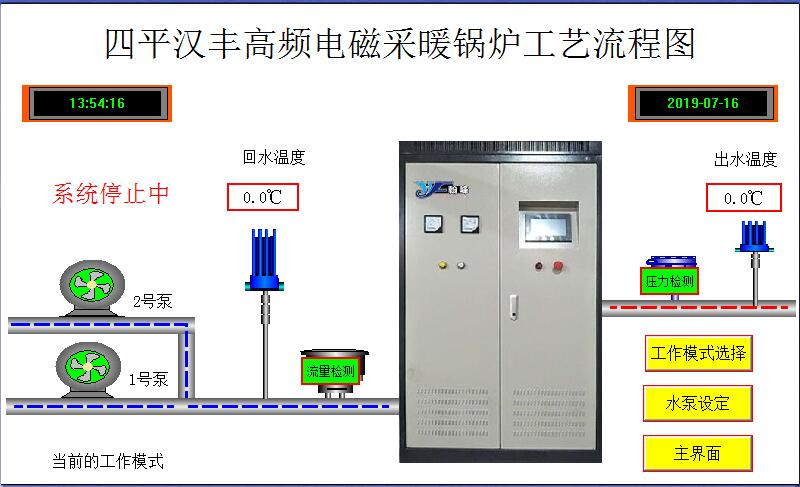 四平汉丰高频电磁采暖锅炉工艺流程图
13:54:16
2019-07-16
回水温度
出水温度
系统停止中
0.0℃
0.0℃
压力检测
2号泵
工作模式选择
流量检测
1号泵
水泵设定
主界面
当前的工作模式